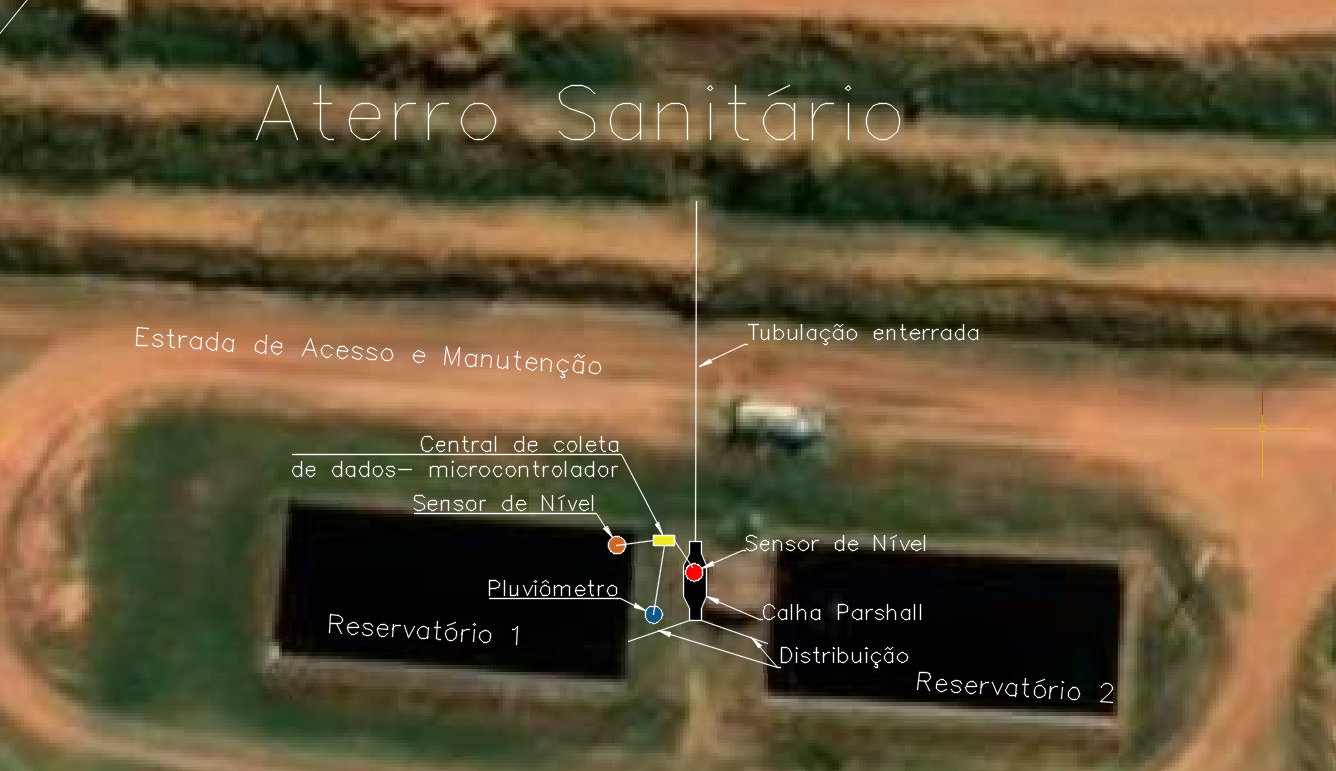 Aterro Sanitário
Tubulação enterrada
Estrada de Acesso e Manutenção
Central de coleta
de dados– microcontrolador
Sensor de Nível
Sensor de Nível
Pluviômetro
Calha Parshall
Reservatório 1
Distribuição
Reservatório 2